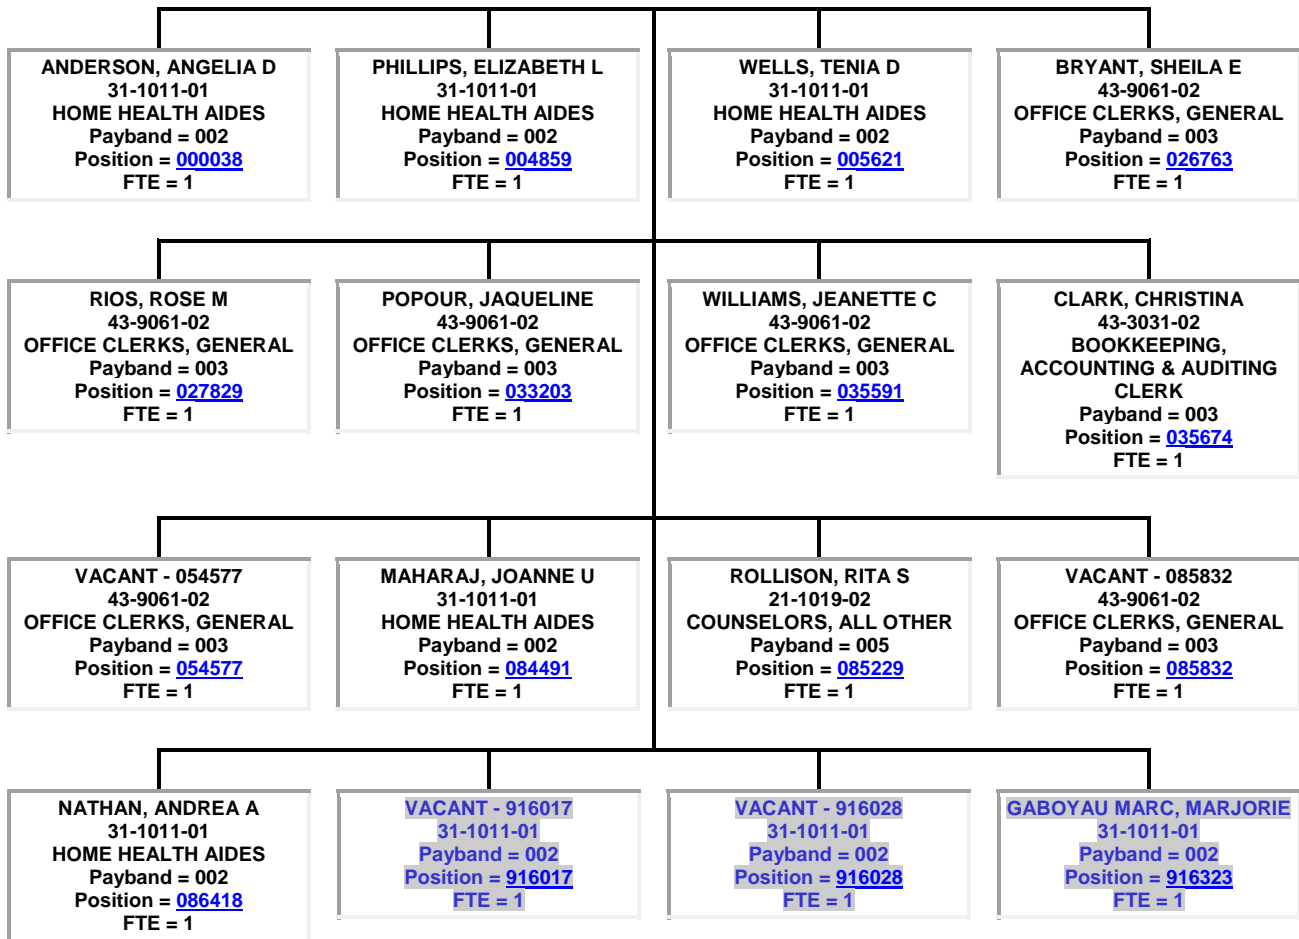 ANDERSON, ANGELIA D
31-1011-01
HOME HEALTH AIDES
Payband = 002
Position = 000038
FTE = 1
PHILLIPS, ELIZABETH L
31-1011-01
HOME HEALTH AIDES
Payband = 002
Position = 004859
FTE = 1
WELLS, TENIA D
31-1011-01
HOME HEALTH AIDES
Payband = 002
Position = 005621
FTE = 1
BRYANT, SHEILA E
43-9061-02
OFFICE CLERKS, GENERAL
Payband = 003
Position = 026763
FTE = 1
RIOS, ROSE M
43-9061-02
OFFICE CLERKS, GENERAL
Payband = 003
Position = 027829
FTE = 1
POPOUR, JAQUELINE
43-9061-02
OFFICE CLERKS, GENERAL
Payband = 003
Position = 033203
FTE = 1
WILLIAMS, JEANETTE C
43-9061-02
OFFICE CLERKS, GENERAL
Payband = 003
Position = 035591
FTE = 1
CLARK, CHRISTINA
43-3031-02
BOOKKEEPING,
ACCOUNTING & AUDITING
CLERK
Payband = 003
Position = 035674
FTE = 1
VACANT - 054577
43-9061-02
OFFICE CLERKS, GENERAL
Payband = 003
Position = 054577
FTE = 1
MAHARAJ, JOANNE U
31-1011-01
HOME HEALTH AIDES
Payband = 002
Position = 084491
FTE = 1
ROLLISON, RITA S
21-1019-02
COUNSELORS, ALL OTHER
Payband = 005
Position = 085229
FTE = 1
VACANT - 085832
43-9061-02
OFFICE CLERKS, GENERAL
Payband = 003
Position = 085832
FTE = 1
NATHAN, ANDREA A
31-1011-01
HOME HEALTH AIDES
Payband = 002
Position = 086418
FTE = 1
VACANT - 916017
31-1011-01
Payband = 002
Position = 916017
FTE = 1
VACANT - 916028
31-1011-01
Payband = 002
Position = 916028
FTE = 1
GABOYAU MARC, MARJORIE
31-1011-01
Payband = 002
Position = 916323
FTE = 1